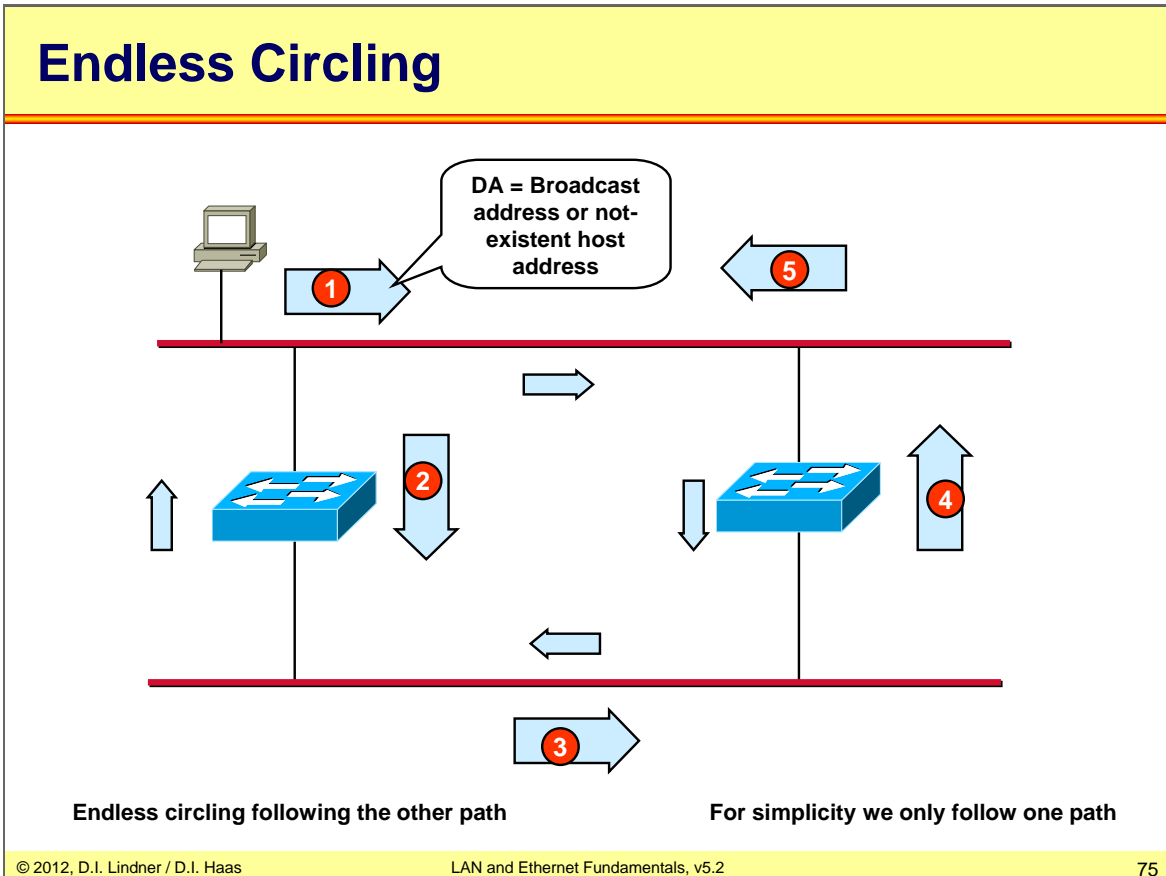 Endless Circling
DA = Broadcast
address or not-
existent host
address
1
5
2
4
3
Endless circling following the other path
For simplicity we only follow one path
© 2012, D.I. Lindner / D.I. Haas
LAN and Ethernet Fundamentals, v5.2
75